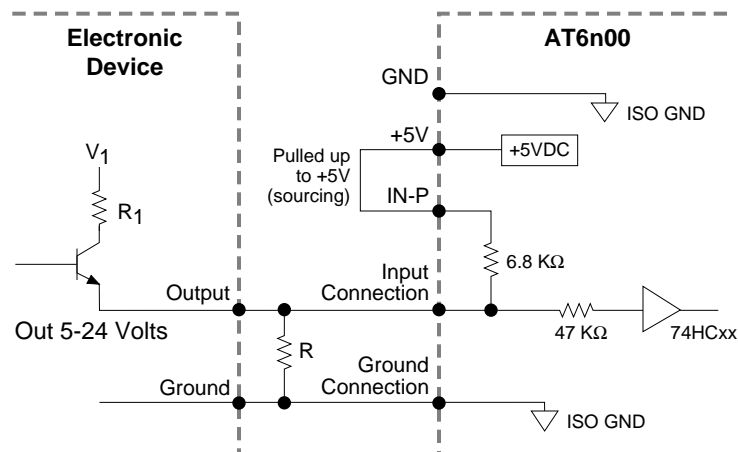 Electronic
Device
AT6n00
GND
ISO GND
+5V
+5VDC
Pulled up
to +5V
(sourcing)
IN-P
V1
R1
6.8 KΩ
Output
Input
Connection
Out 5-24 Volts
R
47 KΩ
74HCxx
Ground
Ground
Connection
ISO GND